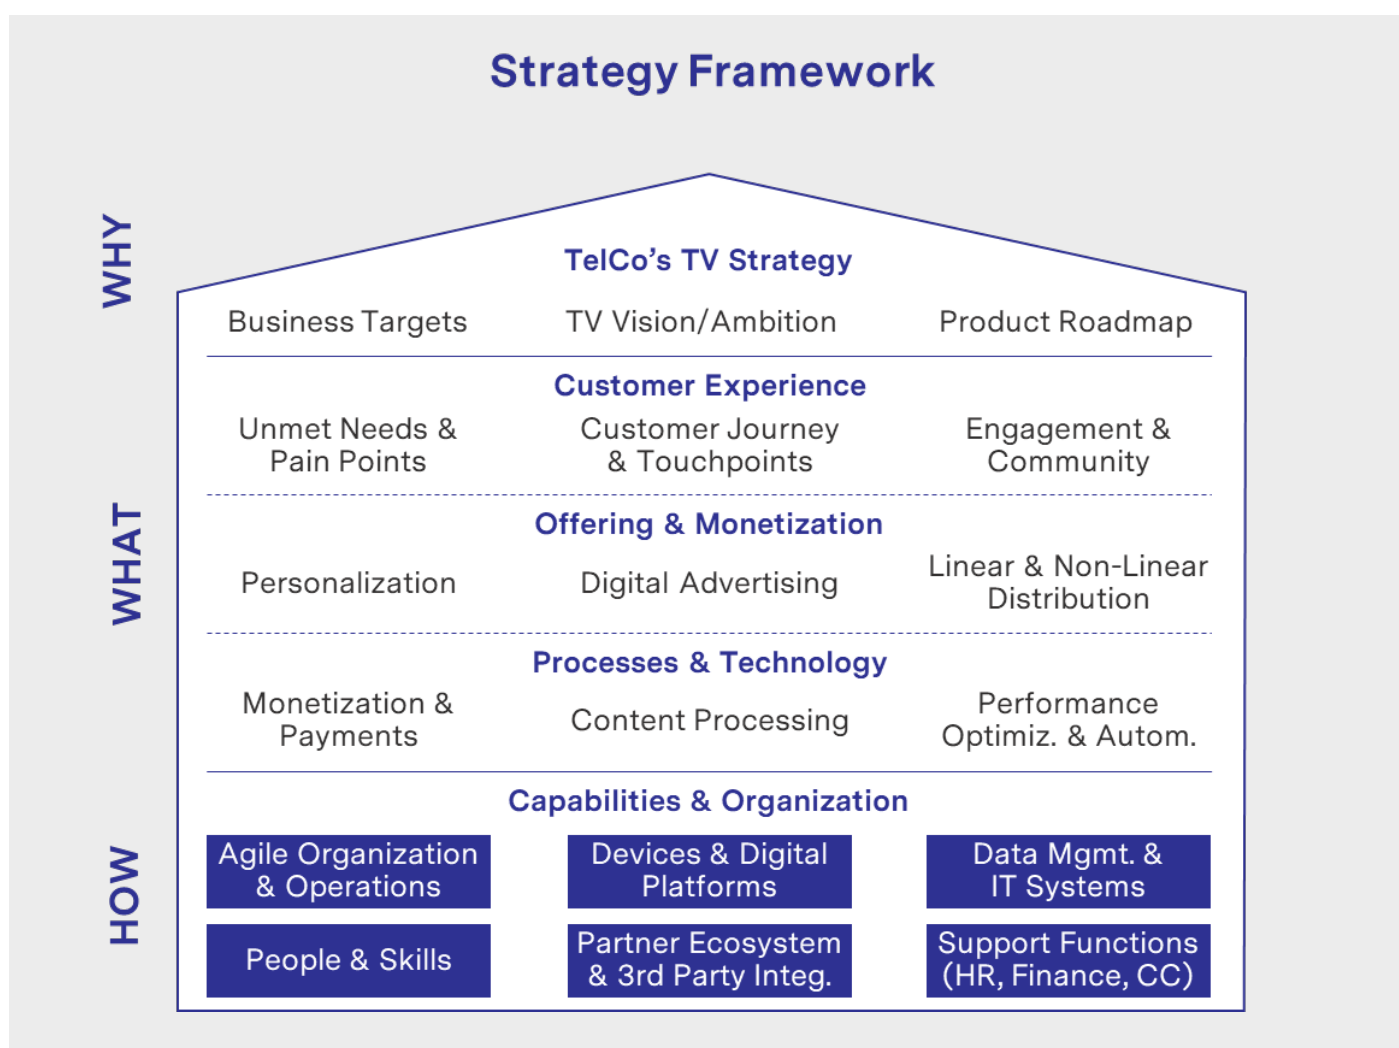 Strategy Framework
WHY
TelCo’s TV Strategy
Business Targets
TV Vision/Ambition
Product Roadmap
WHAT
Customer Experience
Unmet Needs &
Pain Points
Customer Journey
& Touchpoints
Engagement &
Community
Offering & Monetization
Personalization
Digital Advertising
Linear & Non-Linear
Distribution
Processes & Technology
Monetization &
Payments
Content Processing
Performance
Optimiz. & Autom.
HOW
Capabilities & Organization
Agile Organization
& Operations
Devices & Digital
Platforms
Data Mgmt. &
IT Systems
People & Skills
Partner Ecosystem
& 3rd Party Integ.
Support Functions
(HR, Finance, CC)